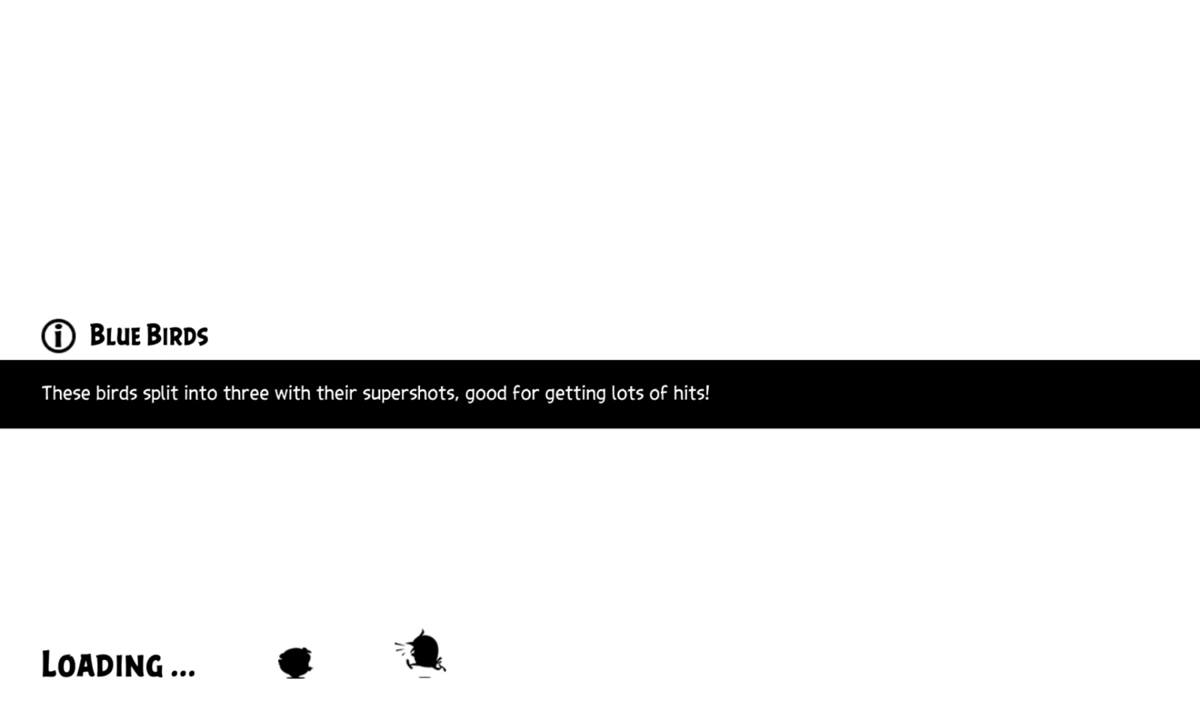 Blue Birds
These birds split into three with their supershots, good for getting lots of hits!
Loading ...